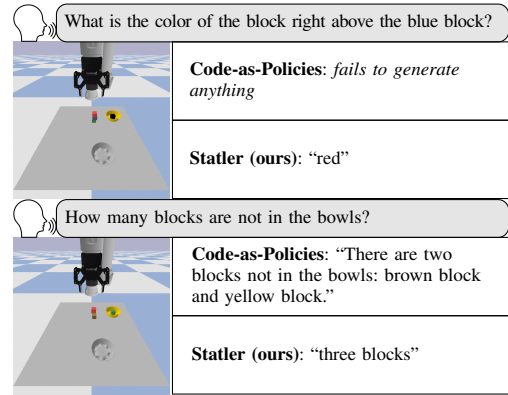 What is the color of the block right above the blue block?
Code-as-Policies: fails to generate
anything
Statler (ours): “red”
How many blocks are not in the bowls?
Code-as-Policies: “There are two
blocks not in the bowls: brown block
and yellow block.”
Statler (ours): “three blocks”